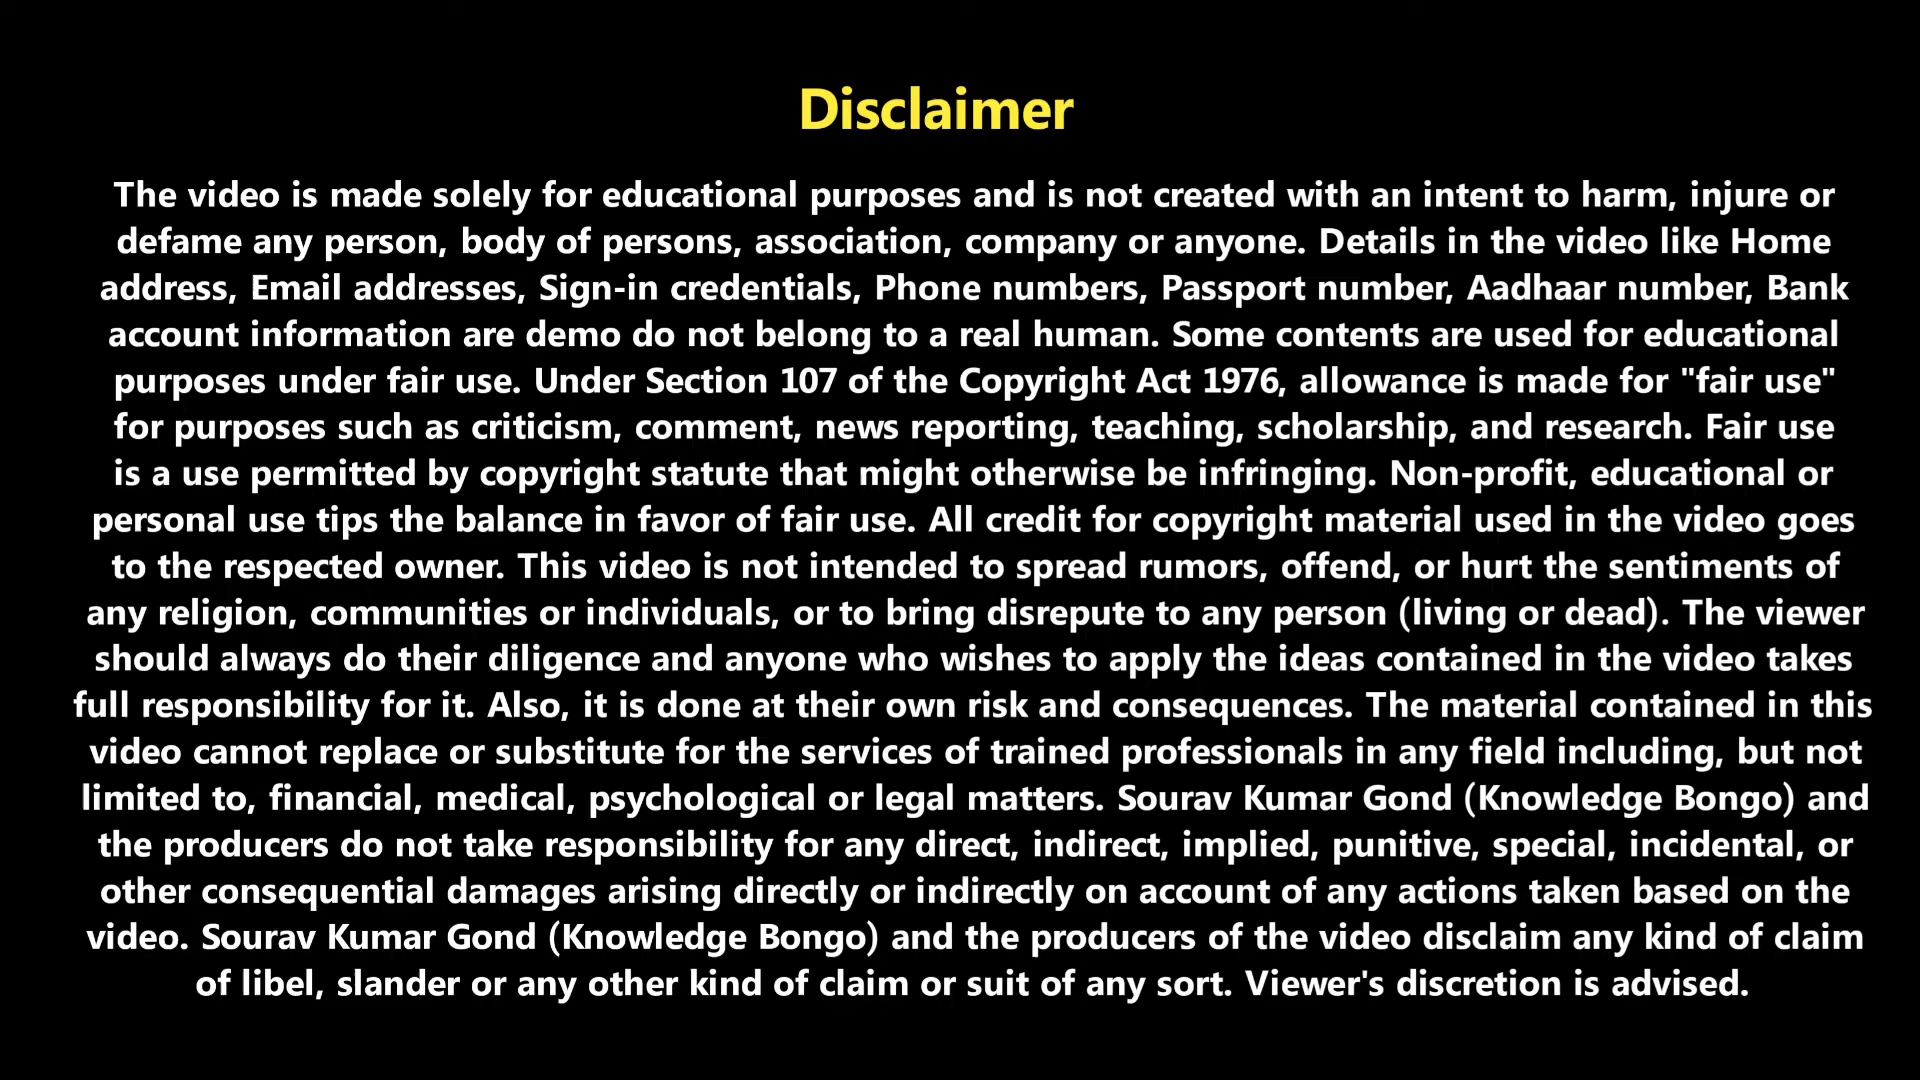 Disclaimer
The video is made solely for educational purposes and is not created with an intent to harm, injure or
defame any person, body of persons, association, company or anyone. Details in the video like Home
address, Email addresses, Sign-in credentials, Phone numbers, Passport number, Aadhaar number, Bank
account information are demo do not belong to a real human. Some contents are used for educational
purposes under fair use. Under Section 107 of the Copyright Act 1976, allowance is made for "fair use"
for purposes such as criticism, comment, news reporting, teaching, scholarship, and research. Fair use
is a use permitted by copyright statute that might otherwise be infringing. Non-profit, educational or
personal use tips the balance in favor of fair use. All credit for copyright material used in the video goes
to the respected owner. This video is not intended to spread rumors, offend, or hurt the sentiments of
any religion, communities or individuals, or to bring disrepute to any person (living or dead). The viewer
should always do their diligence and anyone who wishes to apply the ideas contained in the video takes
full responsibility for it. Also, it is done at their own risk and consequences. The material contained in this
video cannot replace or substitute for the services of trained professionals in any field including, but not
limited to, financial, medical, psychological or legal matters. Sourav Kumar Gond (Knowledge Bongo) and
the producers do not take responsibility for any direct, indirect, implied, punitive, special, incidental, or
other consequential damages arising directly or indirectly on account of any actions taken based on the
video. Sourav Kumar Gond (Knowledge Bongo) and the producers of the video disclaim any kind of claim
of libel, slander or any other kind of claim or suit of any sort. Viewer's discretion is advised.